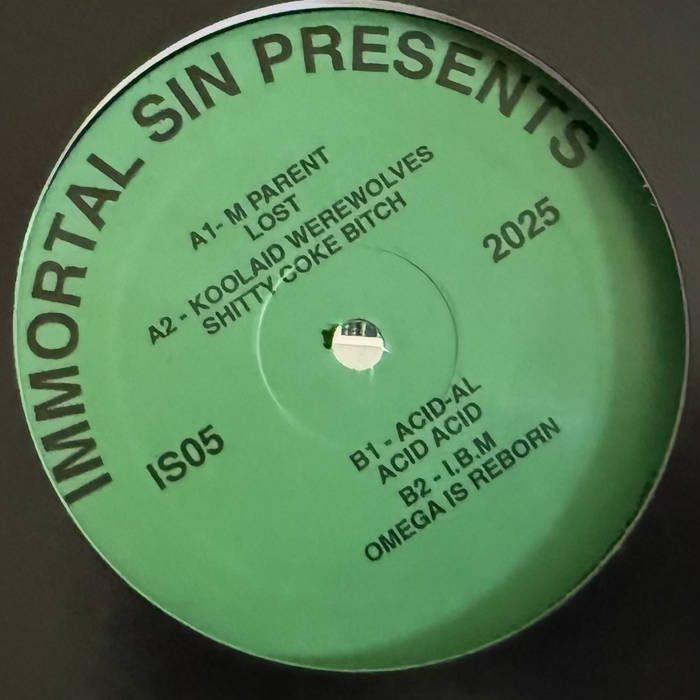 IMMORTAL SIN PRESENTS
A1- M PARENT
LOST
A2 - KOOLAID WEREWOLVES
SHITTY COKE BITCH
2025
IS05
B1 - ACID-AL
ACID ACID
B2 - I.B.M
OMEGA IS REBORN